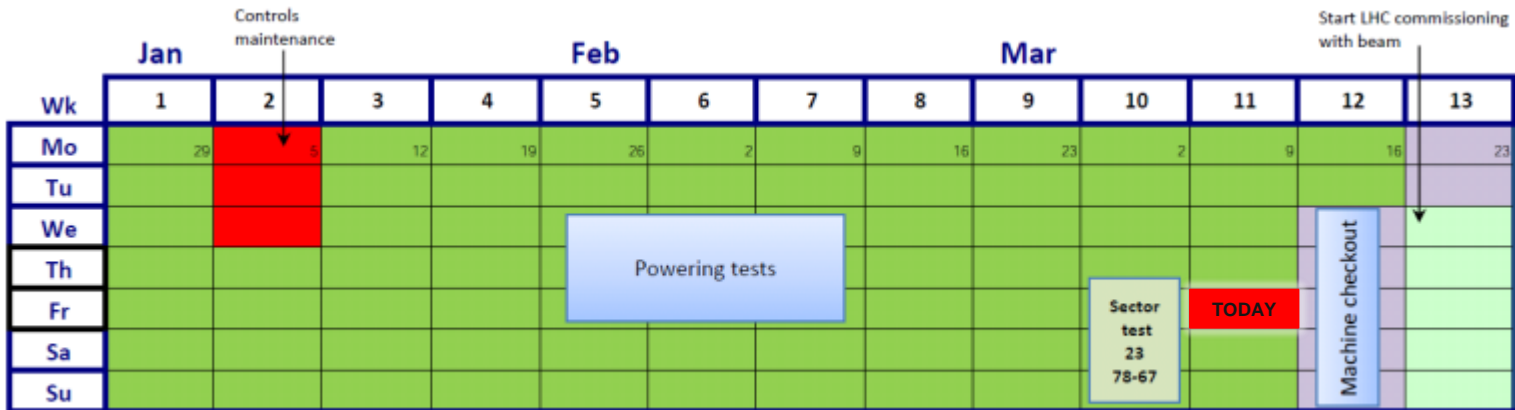 Controls
maintenance
Start LHC commissioning
with beam
Jan Feb Mar
Wk 1 2 3 4 5 6 7 8 9 10 11 12 13
Mo 29 5 12 19 26 2 9 16 23 2 9 16 23
Tu
We
Th
Fr
Sa
Su
Powering tests
Sector
test
23
78-67
TODAY
Machine checkout